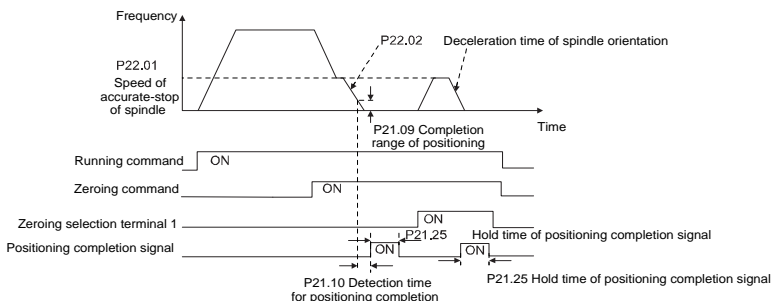 Frequency
P22.02
Deceleration time of spindle orientation
P22.01
Speed of
accurate-stop
of spindle
Time
P21.09 Completion
range of positioning
Running command
ON
Zeroing command
ON
Zeroing selection terminal 1
ON
Positioning completion signal
P21.25
Hold time of positioning completion signal
ON
ON
P21.10 Detection time
for positioning completion
P21.25 Hold time of positioning completion signal